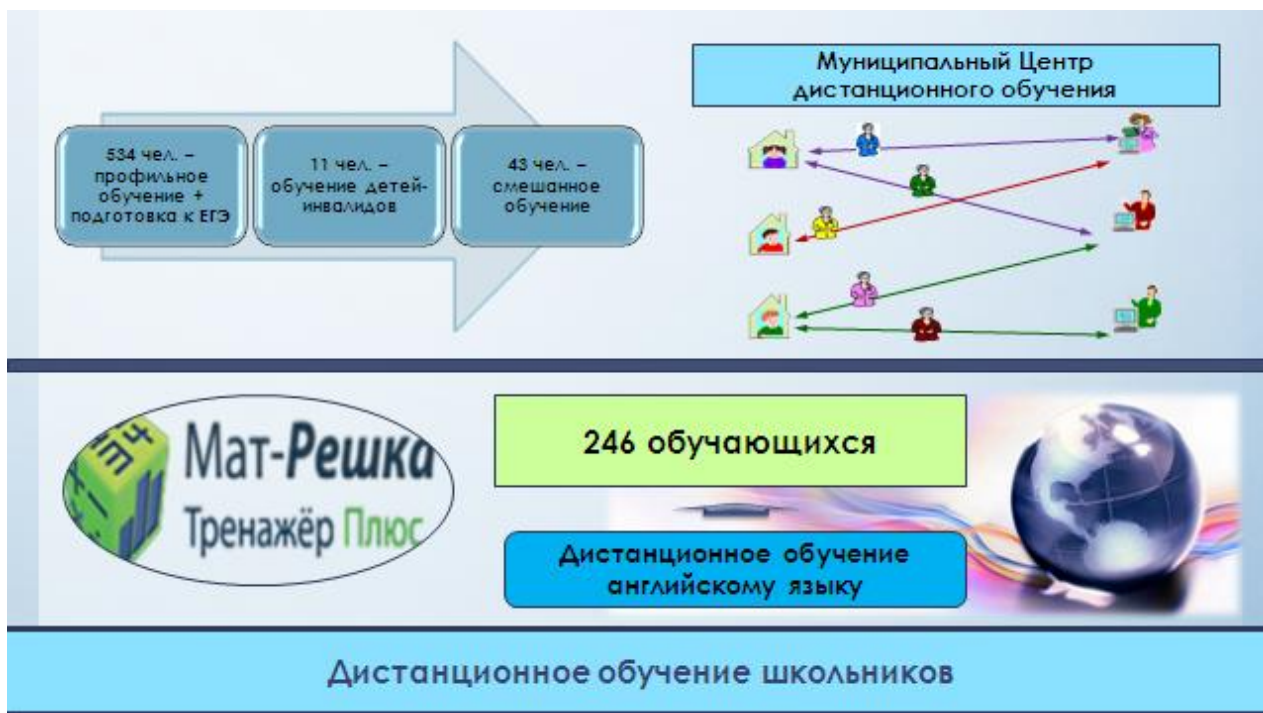 534 чел. –
профильное
обучение +
подготовка к ЕГЭ
11 чел. –
обучение детей-
инвалидов
43 чел. –
смешанное
обучение
Муниципальный Центр
дистанционного обучения
Мат-Решка
Тренажёр Плюс
246 обучающихся
Дистанционное обучение
английскому языку
Дистанционное обучение школьников